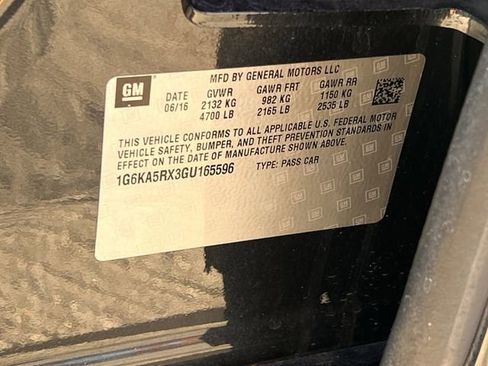 MFD BY GENERAL MOTORS LLC
GM
DATE GVWR GAWR FRT GAWR RR
06/16 2132 KG 982 KG 1150 KG
4700 LB 2165 LB 2535 LB
THIS VEHICLE CONFORMS TO ALL APPLICABLE U.S. FEDERAL MOTOR
VEHICLE SAFETY, BUMPER, AND THEFT PREVENTION STANDARDS IN
EFFECT ON THE DATE OF MANUFACTURE SHOWN ABOVE.
1G6KA5RX3GU165596 TYPE: PASS CAR